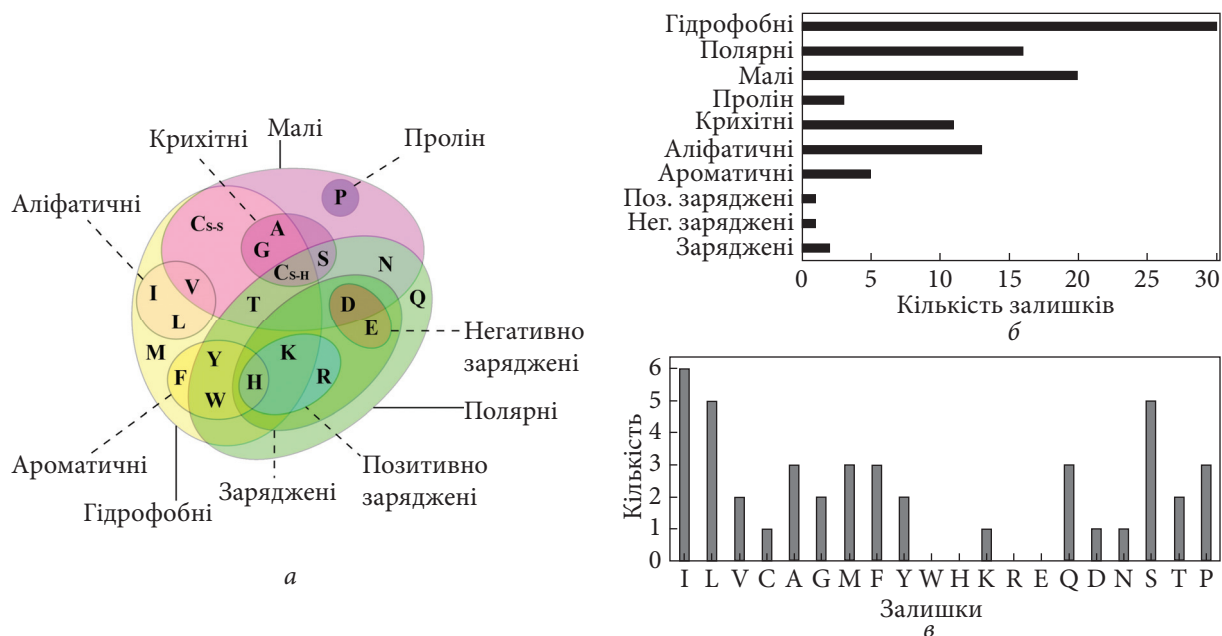 Малі
Крихітні
Пролін
Аліфатичні
P
Cs-s
A
G
S
Cs-н
N
I
V
T
Q
L
D
E
M
Y
K
F
H
R
W
Негативно
заряджені
Полярні
Ароматичні
Позитивно
заряджені
Заряджені
Гідрофобні
а
Гідрофобні
Полярні
Малі
Пролін
Крихітні
Аліфатичні
Ароматичні
Поз. заряджені
Нег. заряджені
Заряджені
0 5 10 15 20 25 30
Кількість залишків
б
Кількість
6
5
4
3
2
1
0
I L V C A G M F Y W H K R E Q D N S T P
Залишки
в